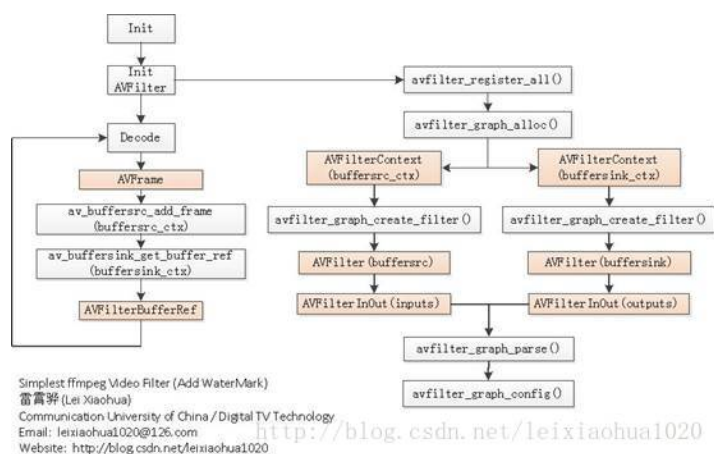 Init
Init
AVFilter
Decode
AVFrame
av_buffersrc_add_frame
(buffersrc_ctx)
av_buffersink_get_buffer_ref
(buffersink_ctx)
AVFilterBufferRef
avfilter_register_all()
avfilter_graph_alloc()
AVFilterContext
(buffersrc_ctx)
AVFilterContext
(buffersink_ctx)
avfilter_graph_create_filter()
avfilter_graph_create_filter()
AVFilter(buffersrc)
AVFilter(buffersink)
AVFilterInOut(inputs)
AVFilterInOut(outputs)
avfilter_graph_parse()
avfilter_graph_config()
Simplest ffmpeg Video Filter (Add WaterMark)
雷霄骅 (Lei Xiaohua)
Communication University of China / Digital TV Technology
Email: leixiaohua1020@126.com
Website: http://blog.csdn.net/leixiaohua1020
http://blog.csdn.net/leixiaohua1020